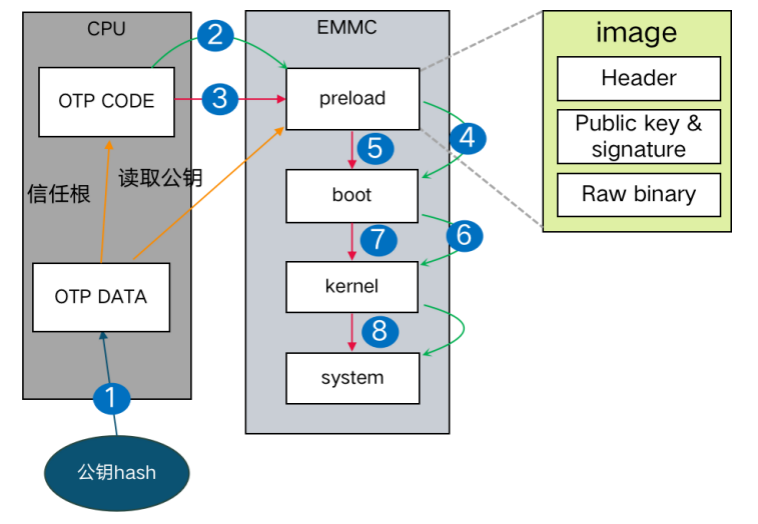 CPU
OTP CODE
信任根
读取公钥
OTP DATA
1
公钥hash
2
3
EMMC
preload
4
5
boot
6
7
kernel
8
system
image
Header
Public key &
signature
Raw binary